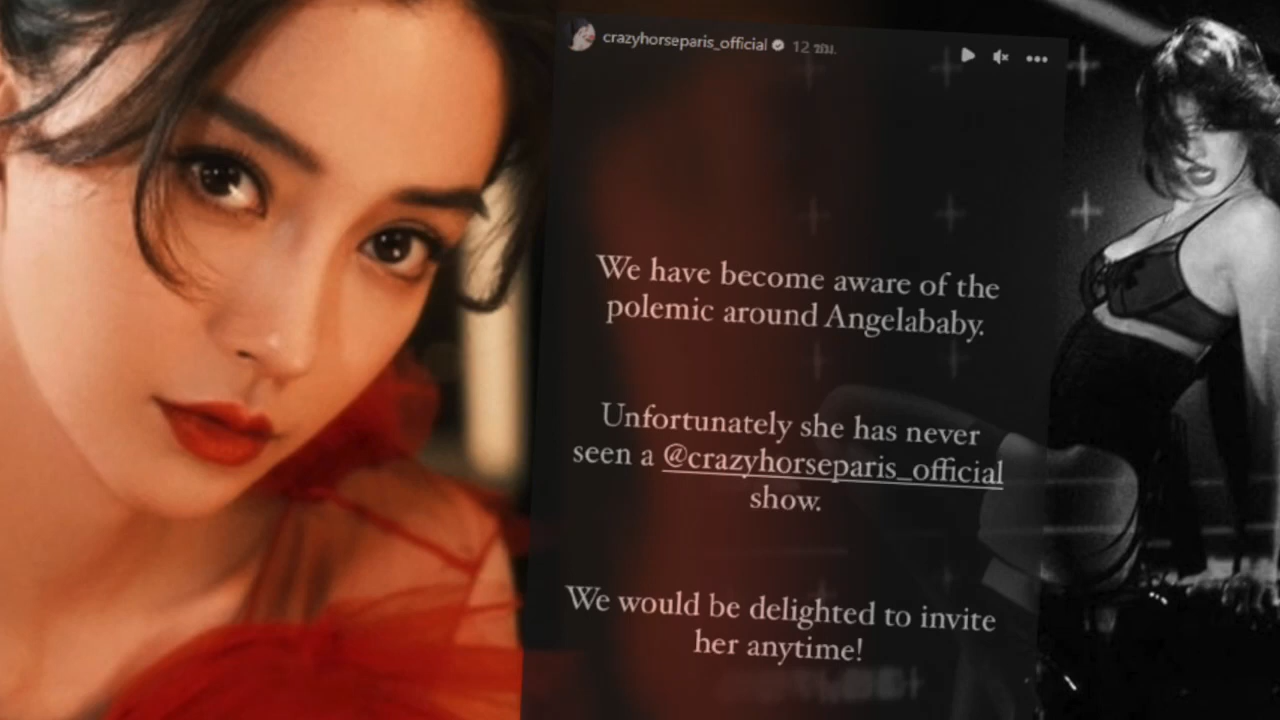 crazyhorseparis_official 12 ชม.
We have become aware of the
polemic around Angelababy.
Unfortunately she has never
seen a @crazyhorseparis_official
show.
We would be delighted to invite
her anytime!